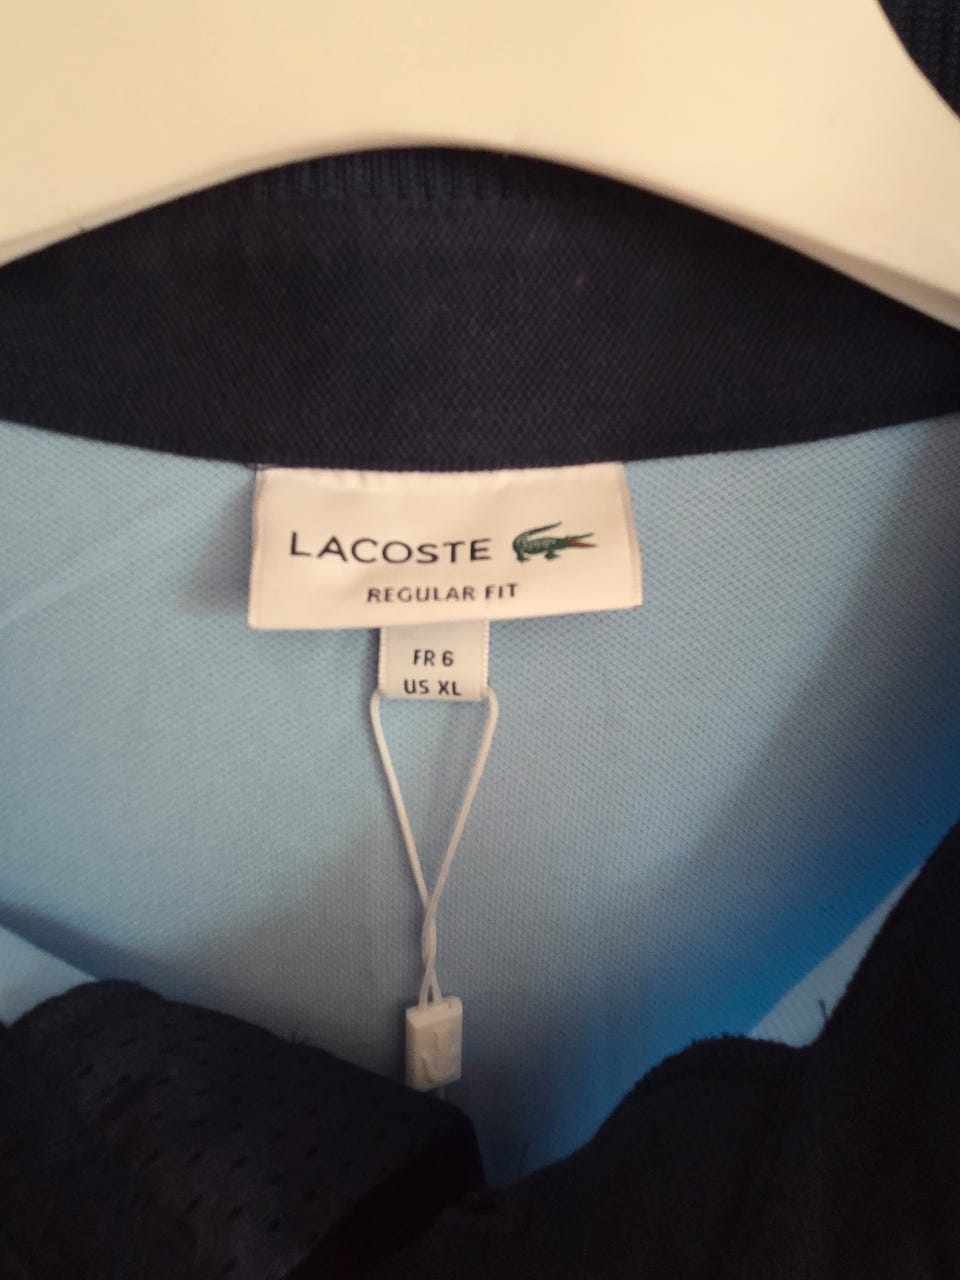 LACOSTE
REGULAR FIT
FR 6
US XL